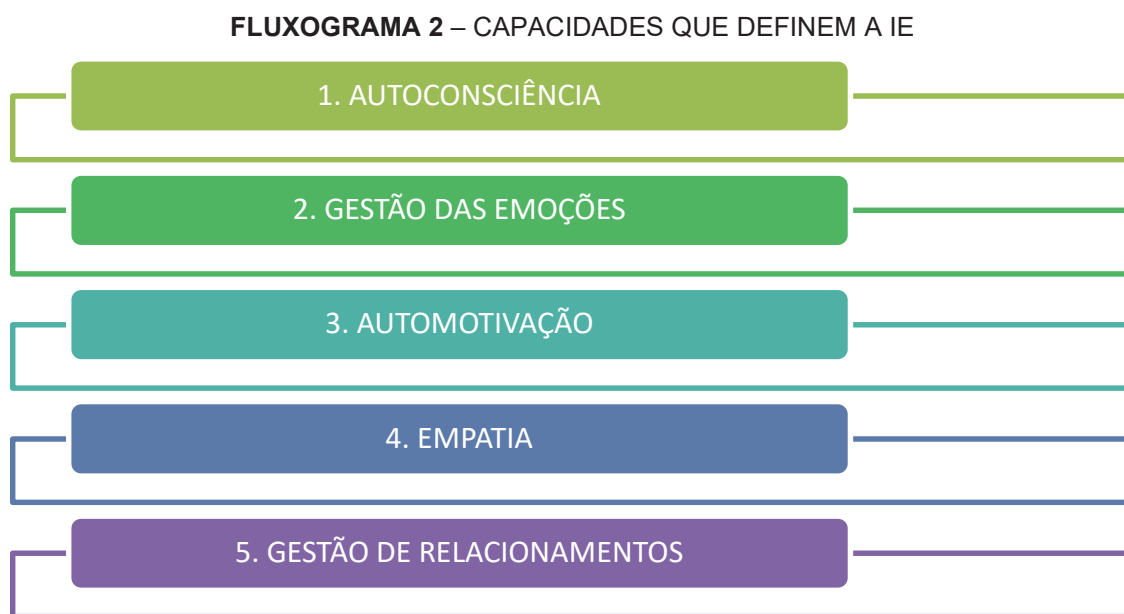 FLUXOGRAMA 2 – CAPACIDADES QUE DEFINEM A IE
1. AUTOCONSCIÊNCIA
2. GESTÃO DAS EMOÇÕES
3. AUTOMOTIVAÇÃO
4. EMPATIA
5. GESTÃO DE RELACIONAMENTOS